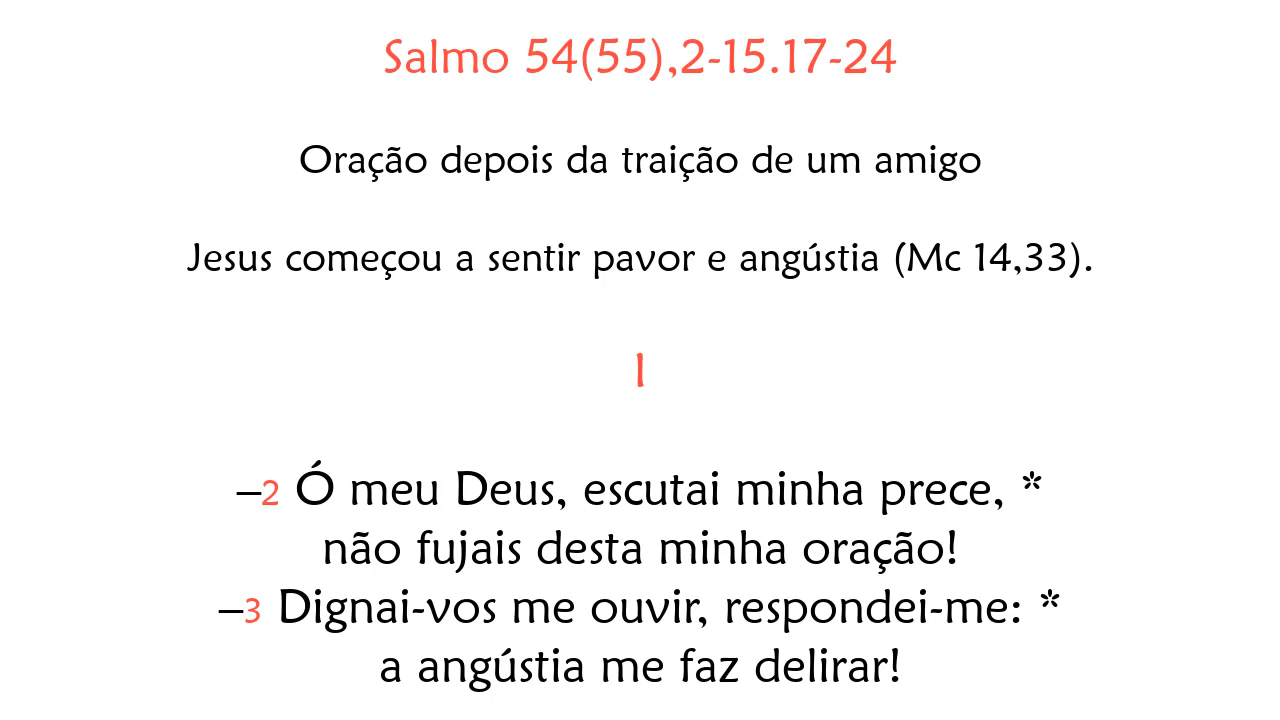 Salmo 54(55),2-15.17-24
Oração depois da traição de um amigo
Jesus começou a sentir pavor e angústia (Mc 14,33).
I
–2 Ó meu Deus, escutai minha prece, *
não fujais desta minha oração!
–3 Dignai-vos me ouvir, respondei-me: *
a angústia me faz delirar!